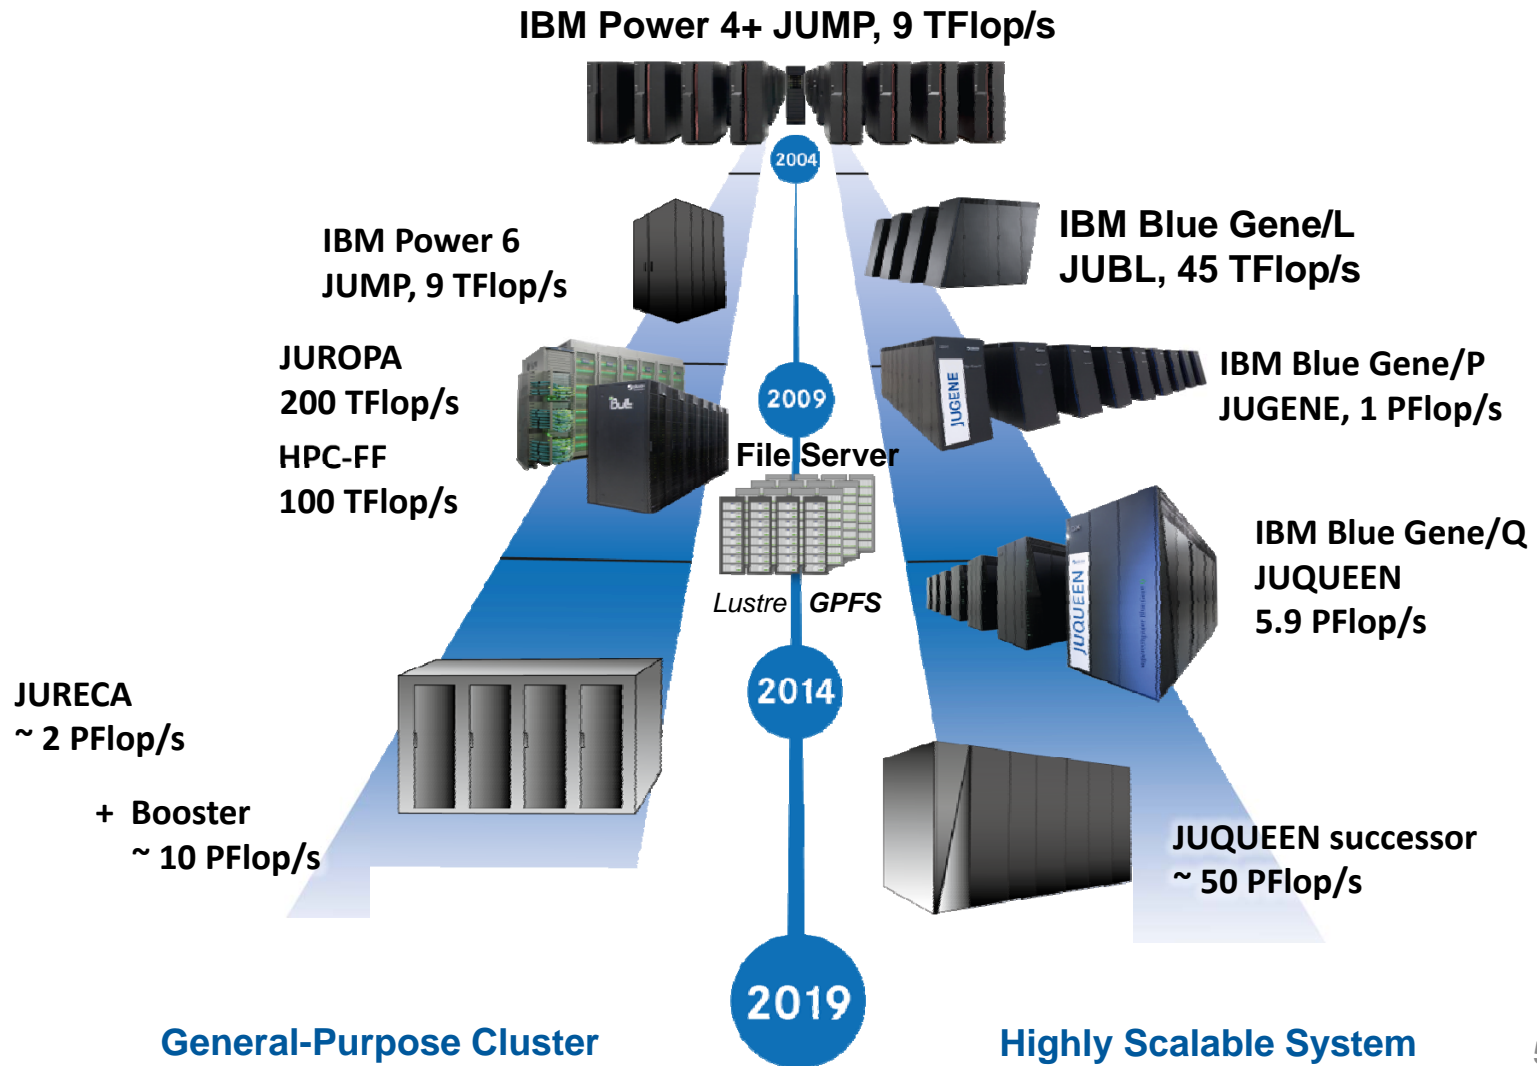 IBM Power 4+ JUMP, 9 TFlop/s
2004
IBM Power 6
JUMP, 9 TFlop/s
IBM Blue Gene/L
JUBL, 45 TFlop/s
JUROPA
200 TFlop/s
HPC-FF
100 TFlop/s
Bull
2009
JUGENE
IBM Blue Gene/P
JUGENE, 1 PFlop/s
File Server
Lustre GPFS
JUQUEEN
IBM Blue Gene/Q
JUQUEEN
5.9 PFlop/s
2014
JURECA
~ 2 PFlop/s
+ Booster
~ 10 PFlop/s
JUQUEEN successor
~ 50 PFlop/s
2019
General-Purpose Cluster
Highly Scalable System
5